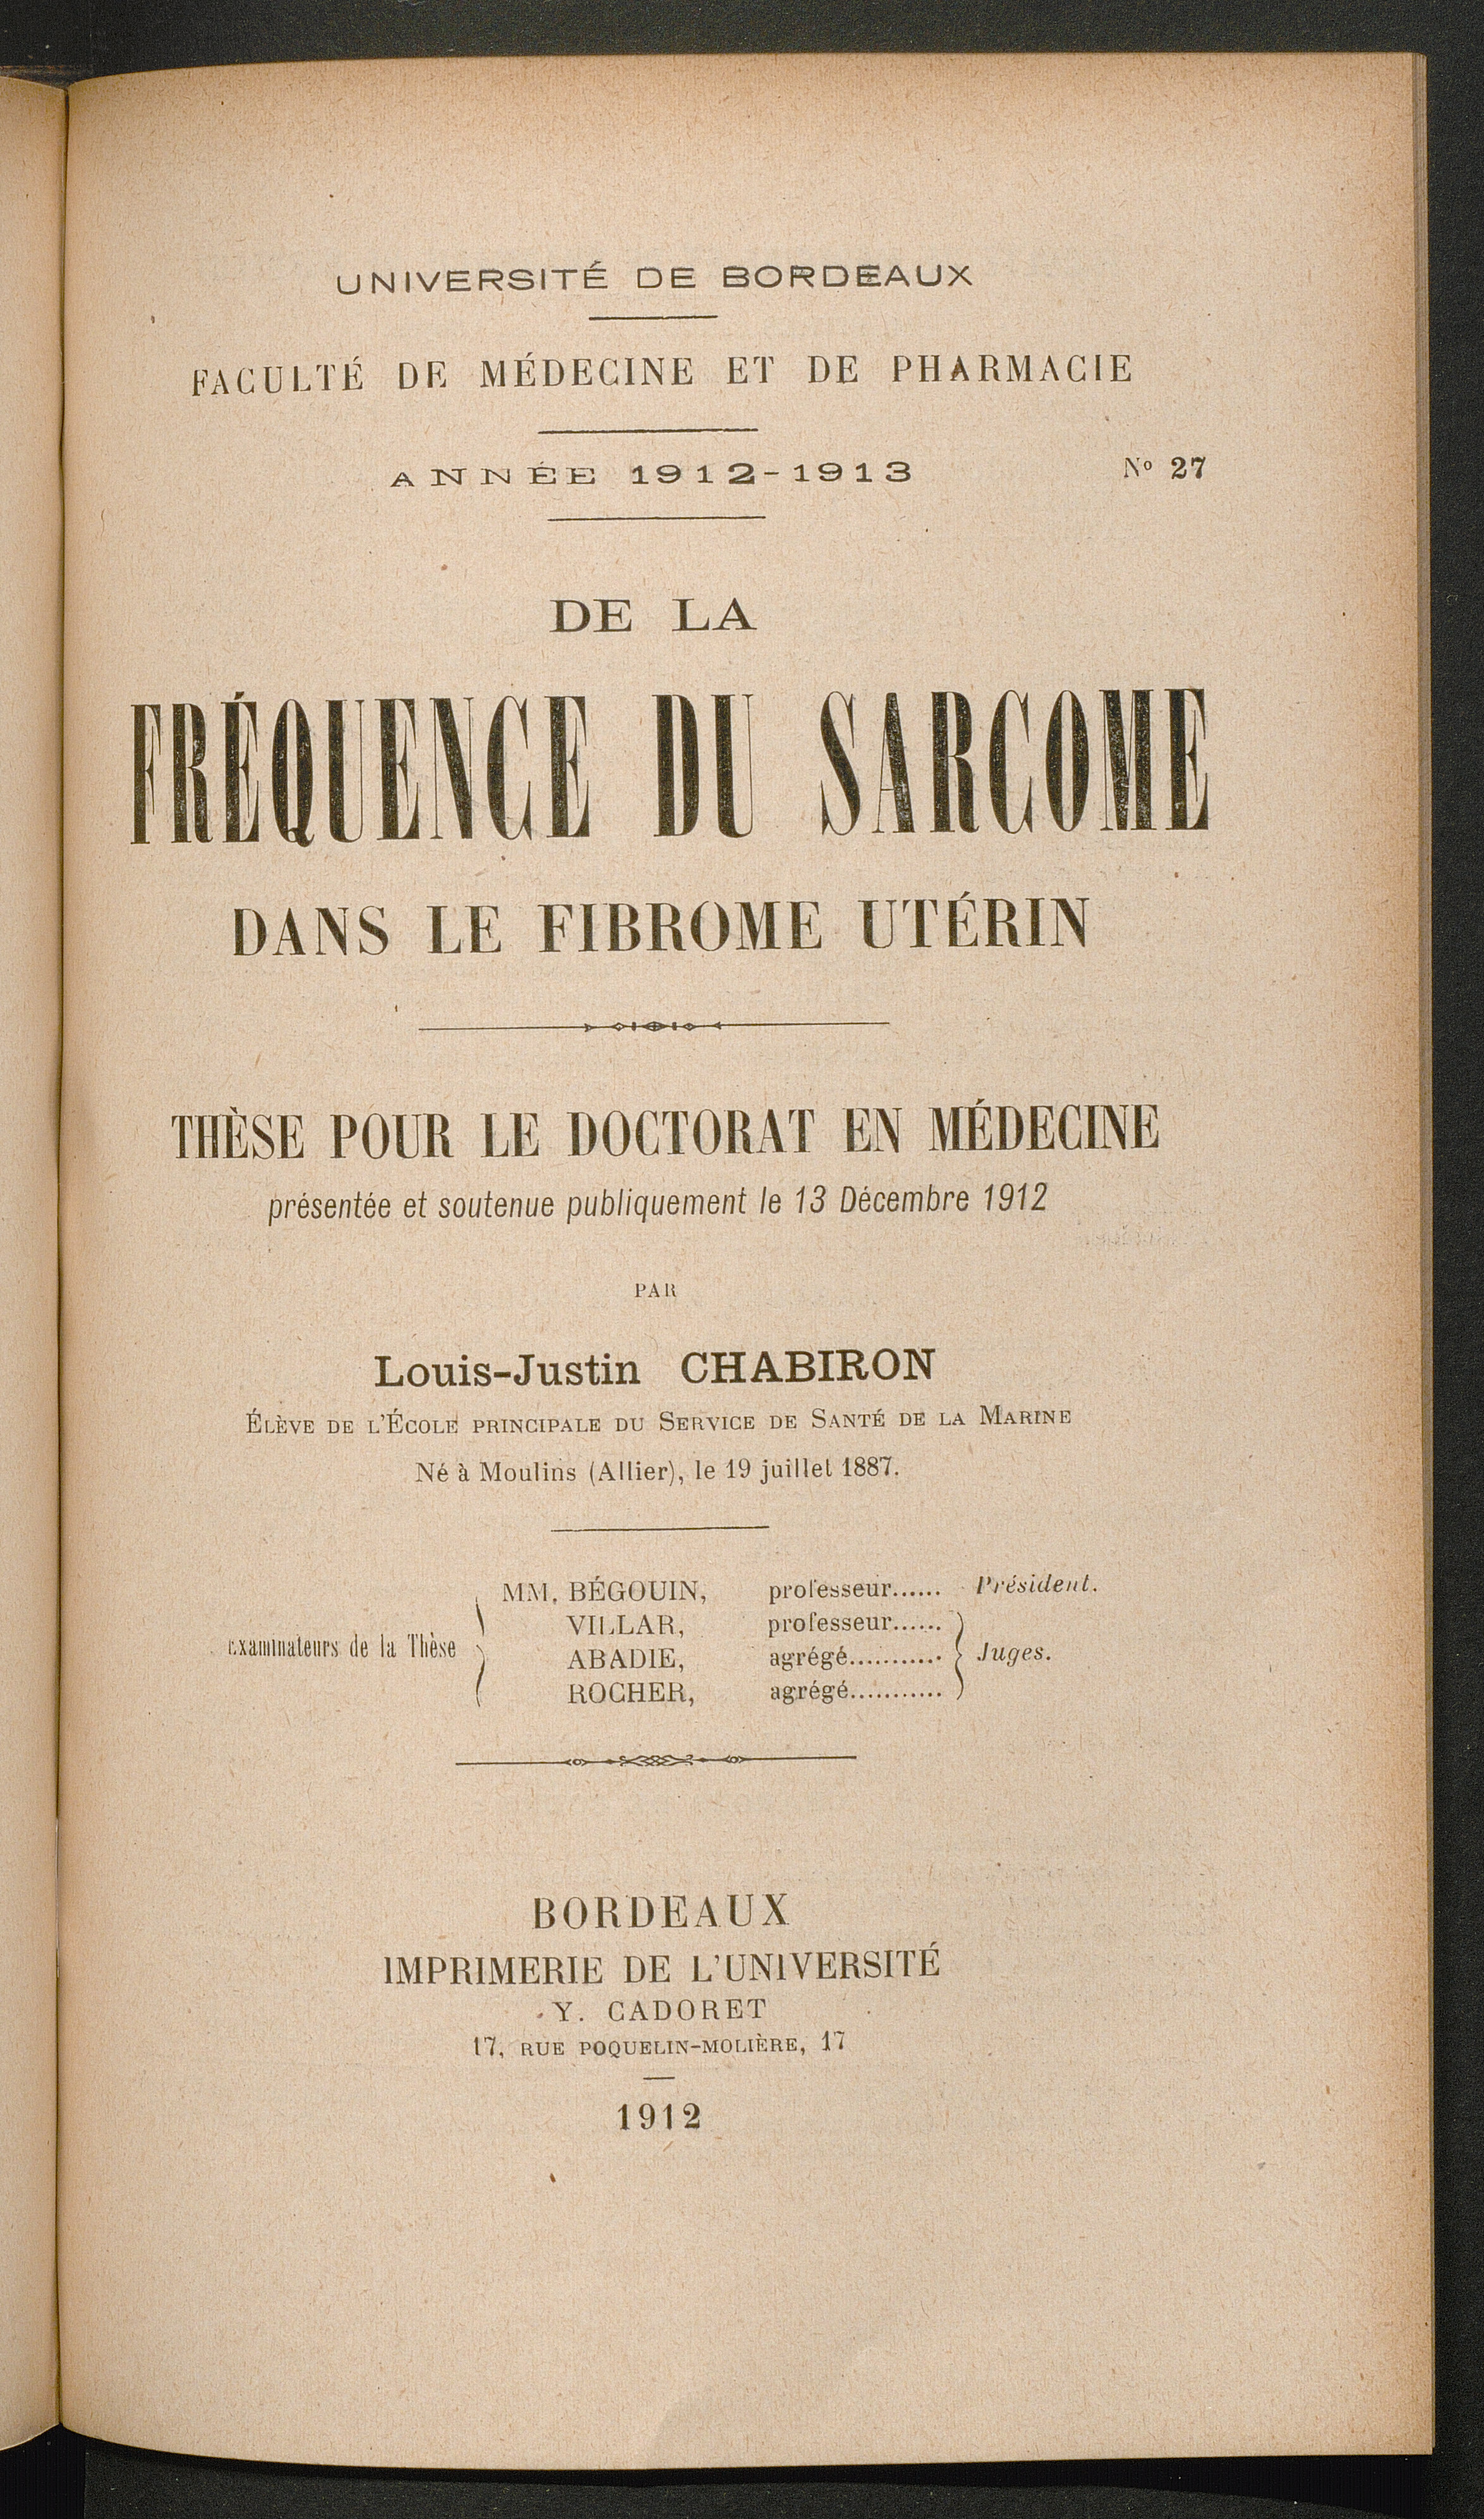 UNIVERSITÉ DE BORDEAUX
FACULTÉ DE MÉDECINE ET DE PHARMACIE
ANNÉE 1912-1913 Nº 27
DE LA
FRÉQUENCE DU SARCOME
DANS LE FIBROME UTÉRIN
THÈSE POUR LE DOCTORAT EN MÉDECINE
présentée et soutenue publiquement le 13 Décembre 1912
PAR
Louis-Justin CHABIRON
ÉLÈVE DE L'ÉCOLE PRINCIPALE DU SERVICE DE SANTÉ DE LA MARINE
Né à Moulins (Allier), le 19 juillet 1887.
MM. BÉGOUIN, professeur...... Président.
VILLAR, professeur......
Examinateurs de la Thèse ABADIE, agrégé........... Juges.
ROCHER, agrégé...........
BORDEAUX
IMPRIMERIE DE L'UNIVERSITÉ
Y. CADORET
17, RUE POQUELIN-MOLIÈRE, 17
1912